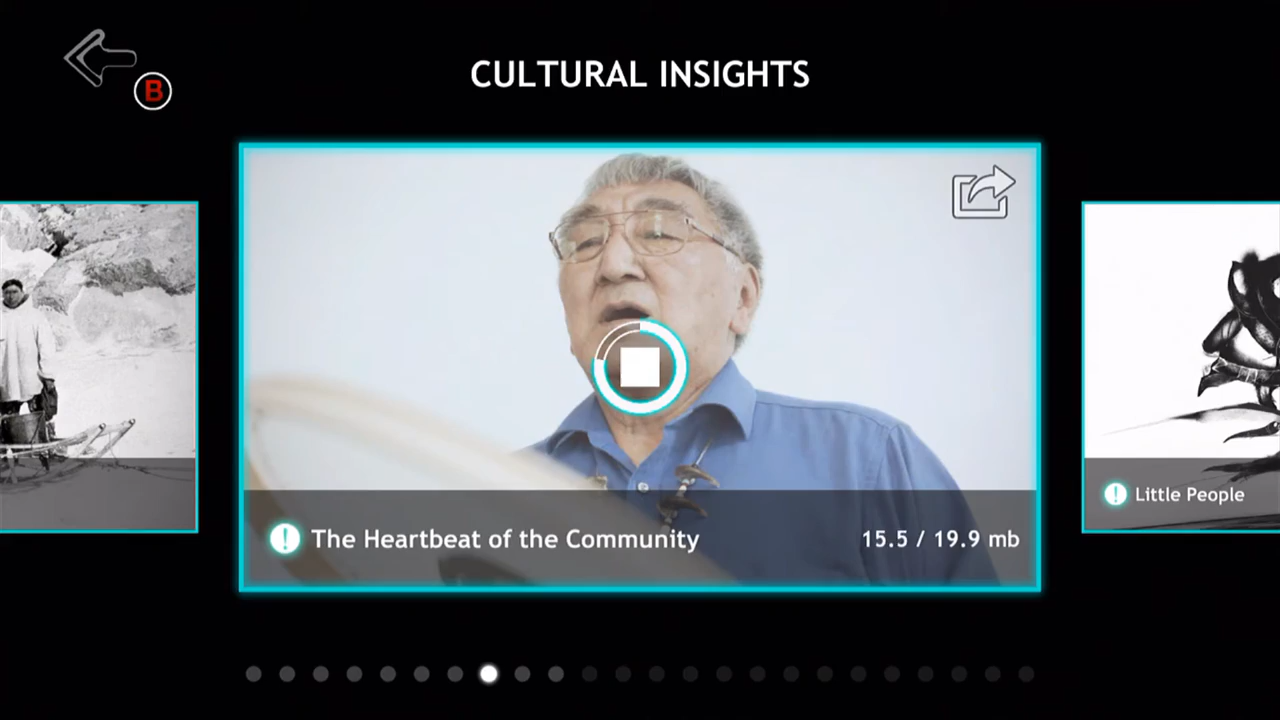 B
CULTURAL INSIGHTS
The Heartbeat of the Community
15.5 / 19.9 mb
Little People